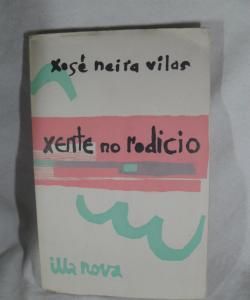 xosé neira vilas
xente no rodicio
illa nova